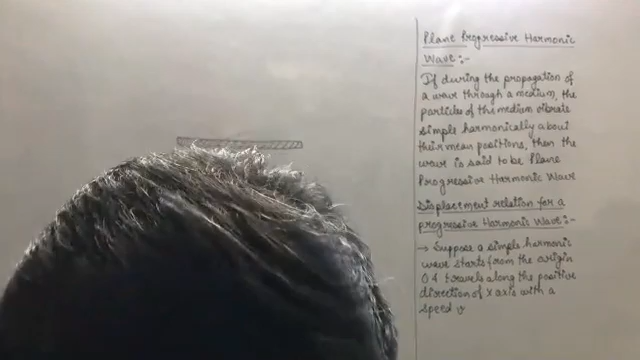 Plane Progressive Harmonic
Wave:-
If during the propagation of
a wave through a medium, the
particles of the medium vibrate
simple harmonically about
their mean positions, then the
wave is said to be Plane
Progressive Harmonic Wave
Displacement relation for a
progressive Harmonic Wave:-
→ Suppose a simple harmonic
wave starts from the origin
O & travels along the positive
direction of X axis with a
speed v